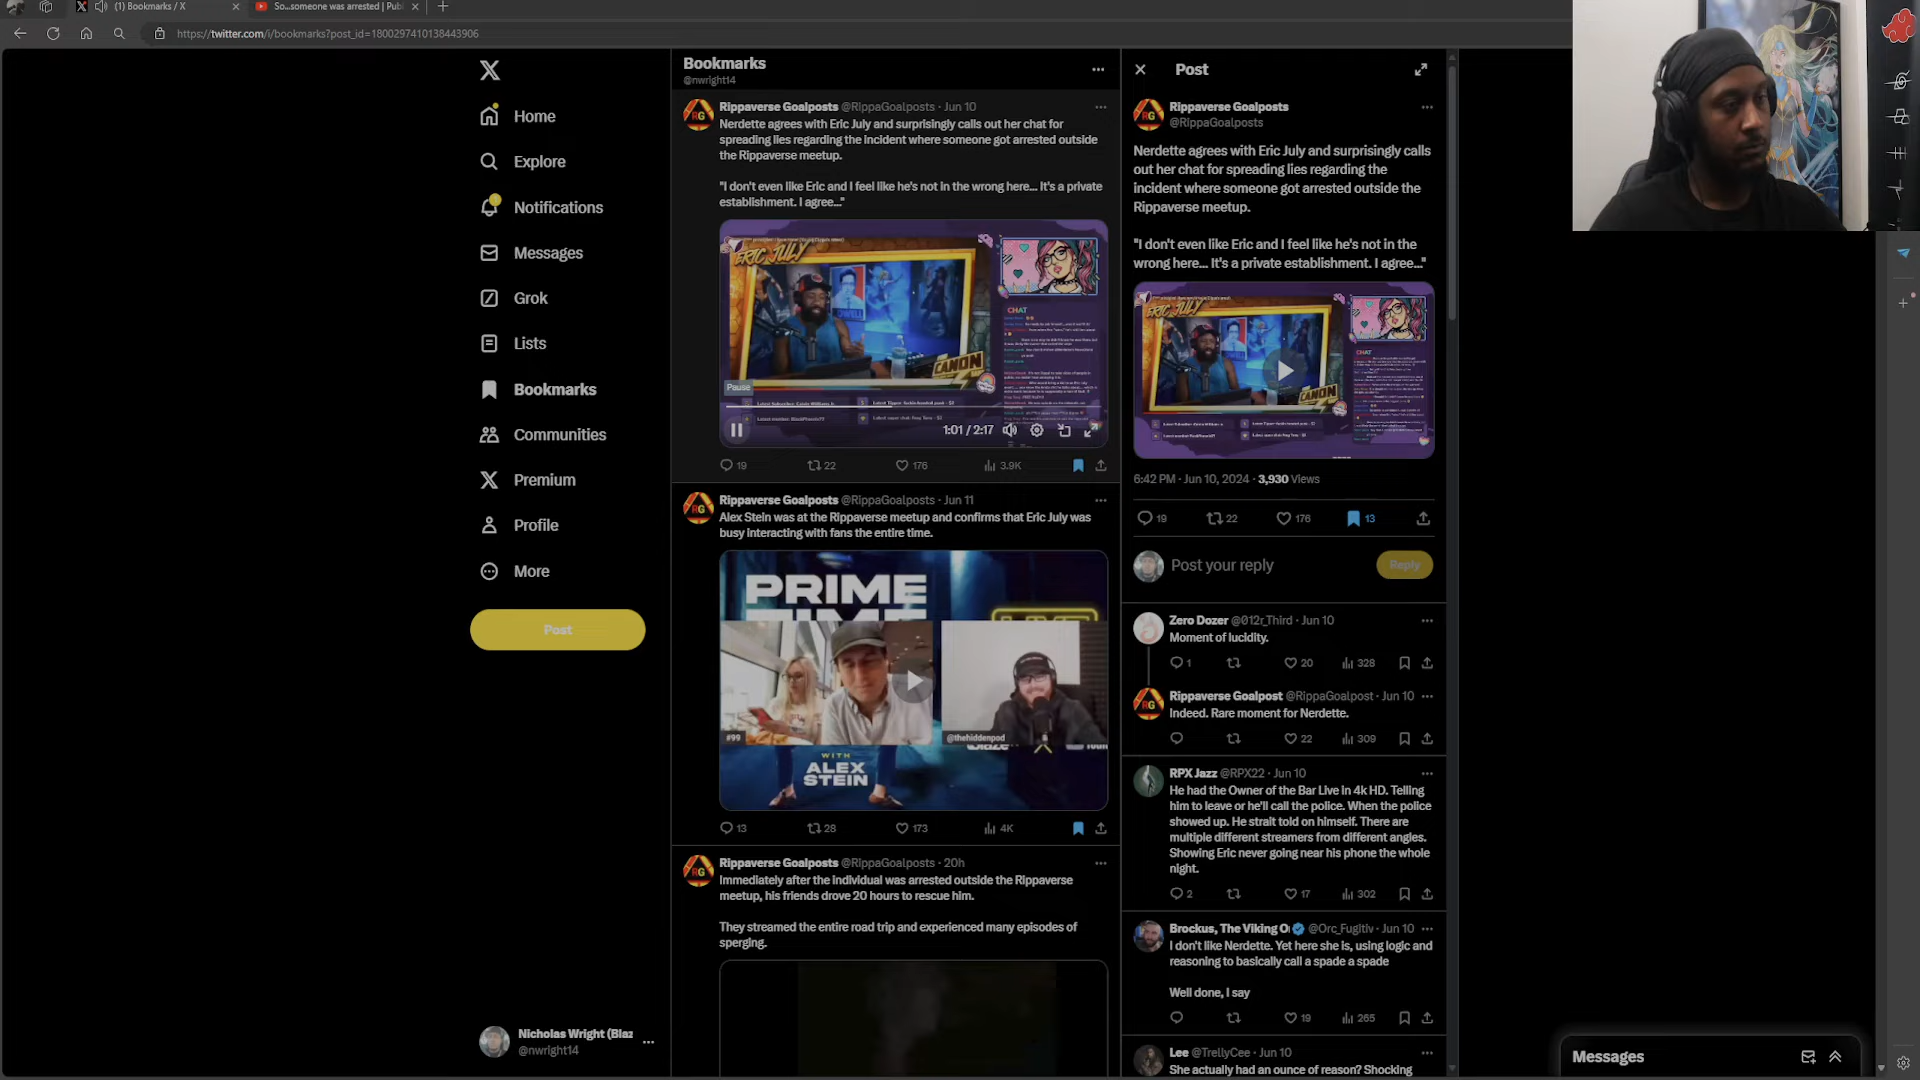 (1) Bookmarks / X
So...someone was arrested | Pub
https://twitter.com/i/bookmarks?post_id=1800297410138443906
Home
Explore
Notifications
Messages
Grok
Lists
Bookmarks
Communities
Premium
Profile
More
Post
Nicholas Wright (Blaz
@nwright14
Bookmarks
@nwright14
Rippaverse Goalposts @RippaGoalposts · Jun 10
Nerdette agrees with Eric July and surprisingly calls out her chat for
spreading lies regarding the incident where someone got arrested outside
the Rippaverse meetup.
"I don't even like Eric and I feel like he's not in the wrong here... It's a private
establishment. I agree..."
ERIC JULY
CHAT
CANON
Pause
1:01 / 2:17
19
22
176
3.9K
Rippaverse Goalposts @RippaGoalposts · Jun 11
Alex Stein was at the Rippaverse meetup and confirms that Eric July was
busy interacting with fans the entire time.
PRIME
#99
@thehiddenpod
WITH
ALEX
STEIN
13
28
173
4K
Rippaverse Goalposts @RippaGoalposts · 20h
Immediately after the individual was arrested outside the Rippaverse
meetup, his friends drove 20 hours to rescue him.
They streamed the entire road trip and experienced many episodes of
sperging.
Post
Rippaverse Goalposts
@RippaGoalposts
Nerdette agrees with Eric July and surprisingly calls
out her chat for spreading lies regarding the
incident where someone got arrested outside the
Rippaverse meetup.
"I don't even like Eric and I feel like he's not in the
wrong here... It's a private establishment. I agree..."
ERIC JULY
CHAT
CANON
6:42 PM · Jun 10, 2024 · 3,930 Views
19
22
176
13
Post your reply
Reply
Zero Dozer @012r_Third · Jun 10
Moment of lucidity.
1
20
328
Rippaverse Goalpost @RippaGoalpost · Jun 10
Indeed. Rare moment for Nerdette.
22
309
RPX Jazz @RPX22 · Jun 10
He had the Owner of the Bar Live in 4k HD. Telling
him to leave or he'll call the police. When the police
showed up. He strait told on himself. There are
multiple different streamers from different angles.
Showing Eric never going near his phone the whole
night.
2
17
302
Brockus, The Viking O @Orc_Fugitiv · Jun 10
I don't like Nerdette. Yet here she is, using logic and
reasoning to basically call a spade a spade
Well done, I say
19
265
Lee @TrellyCee · Jun 10
She actually had an ounce of reason? Shocking
Messages